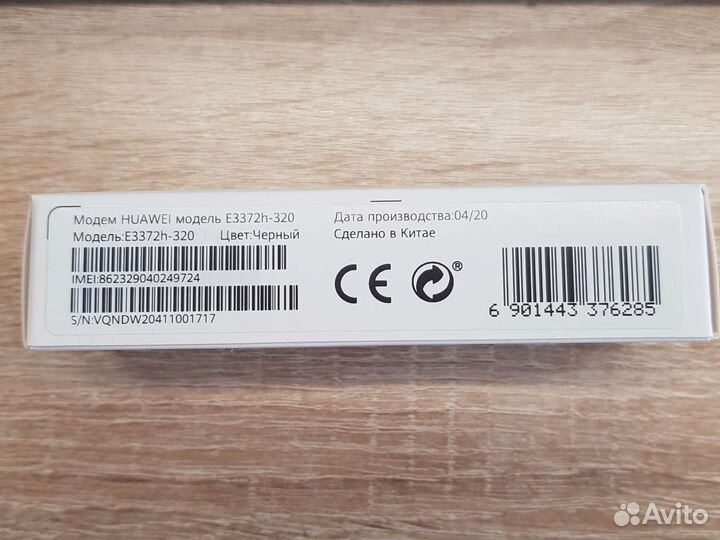 Модем HUAWEI модель E3372h-320
Модель:E3372h-320 Цвет:Черный
IMEI:862329040249724
S/N:VQNDW20411001717
Дата производства:04/20
Сделано в Китае
CE
®
6 901443 376285
Avito